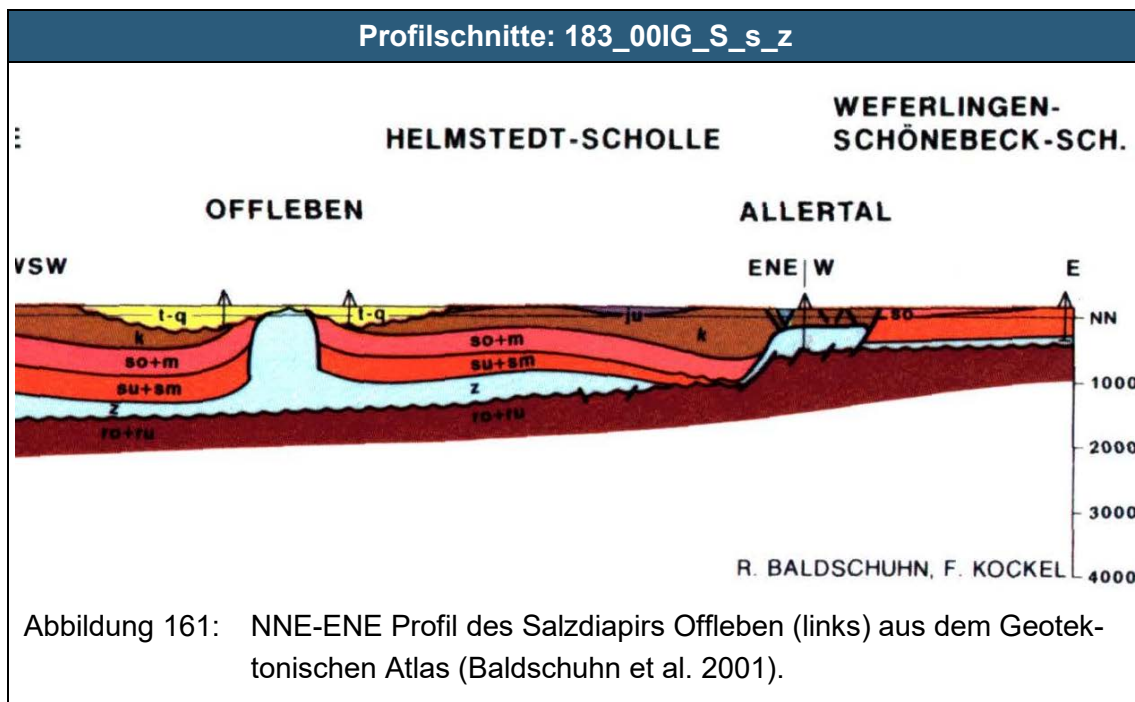 Profilschnitte: 183_00IG_S_s_z
WEFERLINGEN-
E HELMSTEDT-SCHOLLE SCHÖNEBECK-SCH.
OFFLEBEN ALLERTAL
WSW ENE W E
t-q t-q ju so NN
k k
so+m so+m
su+sm su+sm
z z 1000
ro+ru ro+ru
2000
3000
R. BALDSCHUHN, F. KOCKEL 4000
Abbildung 161: NNE-ENE Profil des Salzdiapirs Offleben (links) aus dem Geotek-
tonischen Atlas (Baldschuhn et al. 2001).